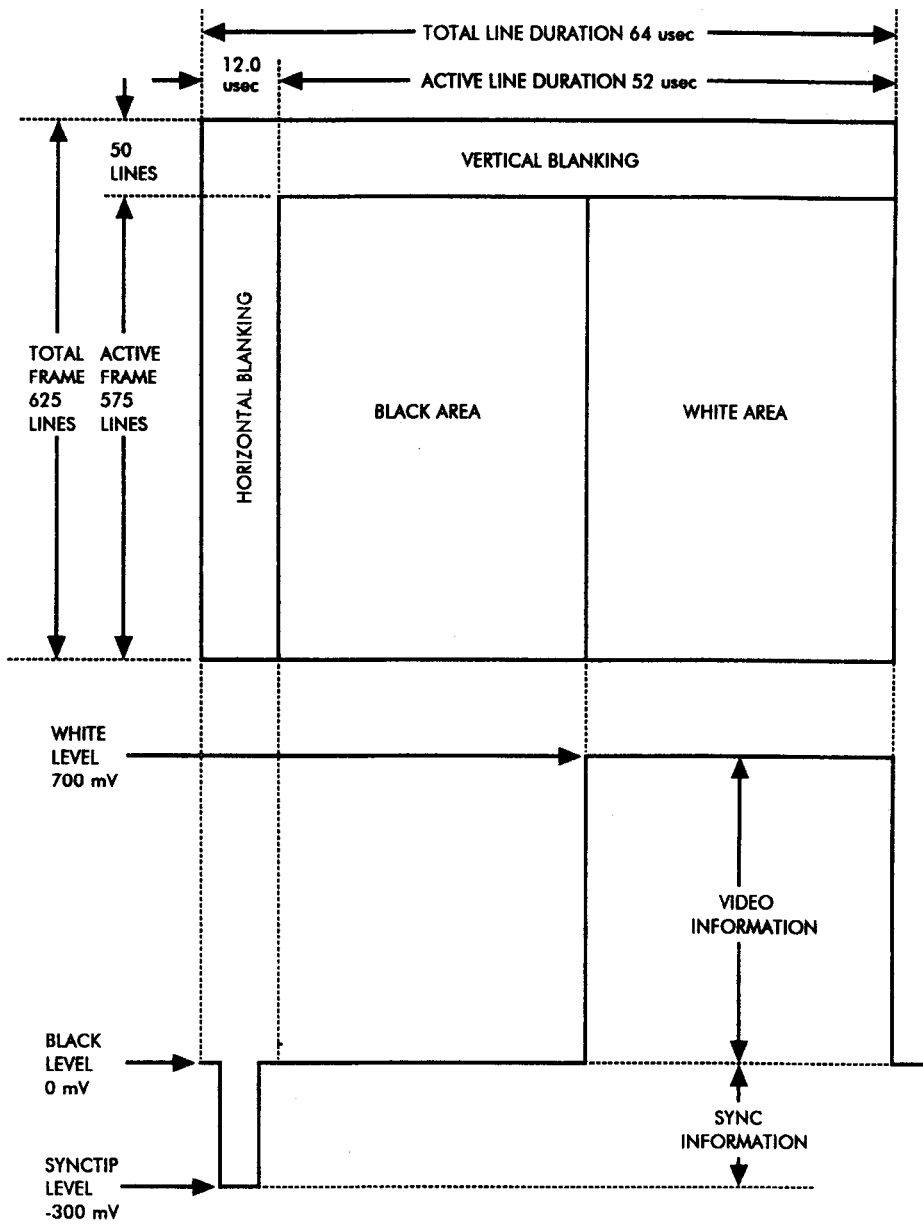 TOTAL LINE DURATION 64 usec
12.0
usec
ACTIVE LINE DURATION 52 usec
50
LINES
VERTICAL BLANKING
HORIZONTAL BLANKING
TOTAL
FRAME
625
LINES
ACTIVE
FRAME
575
LINES
BLACK AREA
WHITE AREA
WHITE
LEVEL
700 mV
VIDEO
INFORMATION
BLACK
LEVEL
0 mV
SYNC
INFORMATION
SYNCTIP
LEVEL
-300 mV